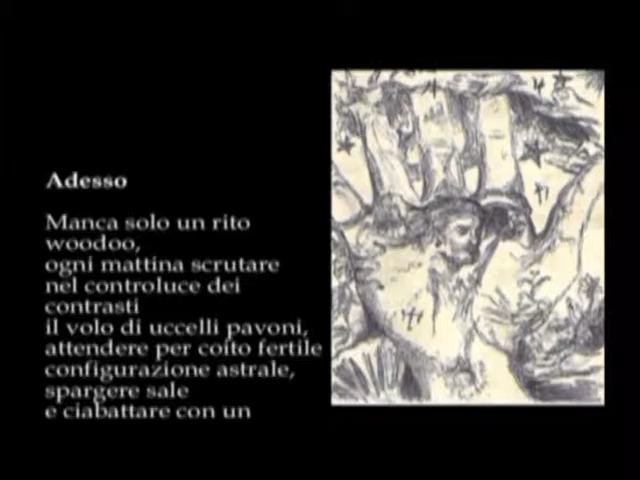 Adesso
Manca solo un rito
woodoo,
ogni mattina scrutare
nel controluce dei
contrasti
il volo di uccelli pavoni,
attendere per coito fertile
configurazione astrale,
spargere sale
e ciabattare con un